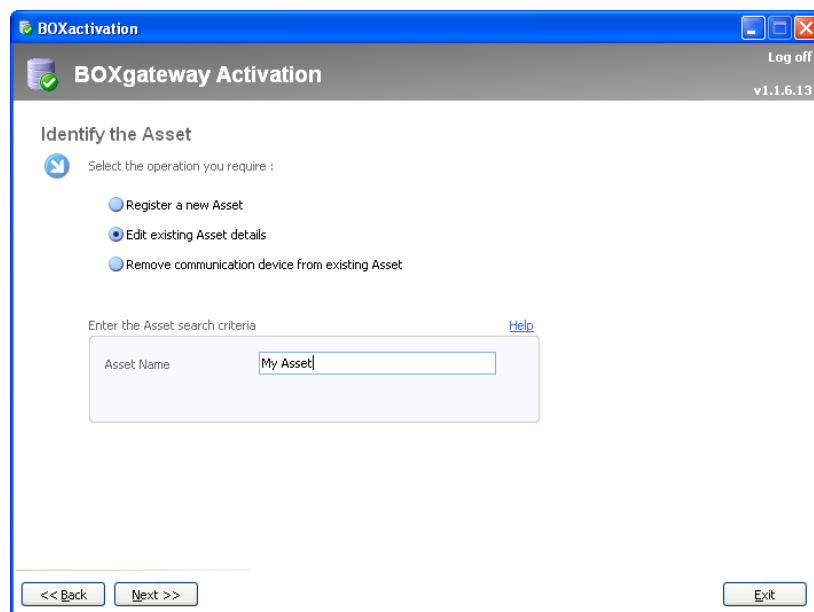 BOXactivation
BOXgateway Activation
Log off
v1.1.6.13
Identify the Asset
Select the operation you require :
Register a new Asset
Edit existing Asset details
Remove communication device from existing Asset
Enter the Asset search criteria Help
Asset Name My Asset
<< Back Next >> Exit